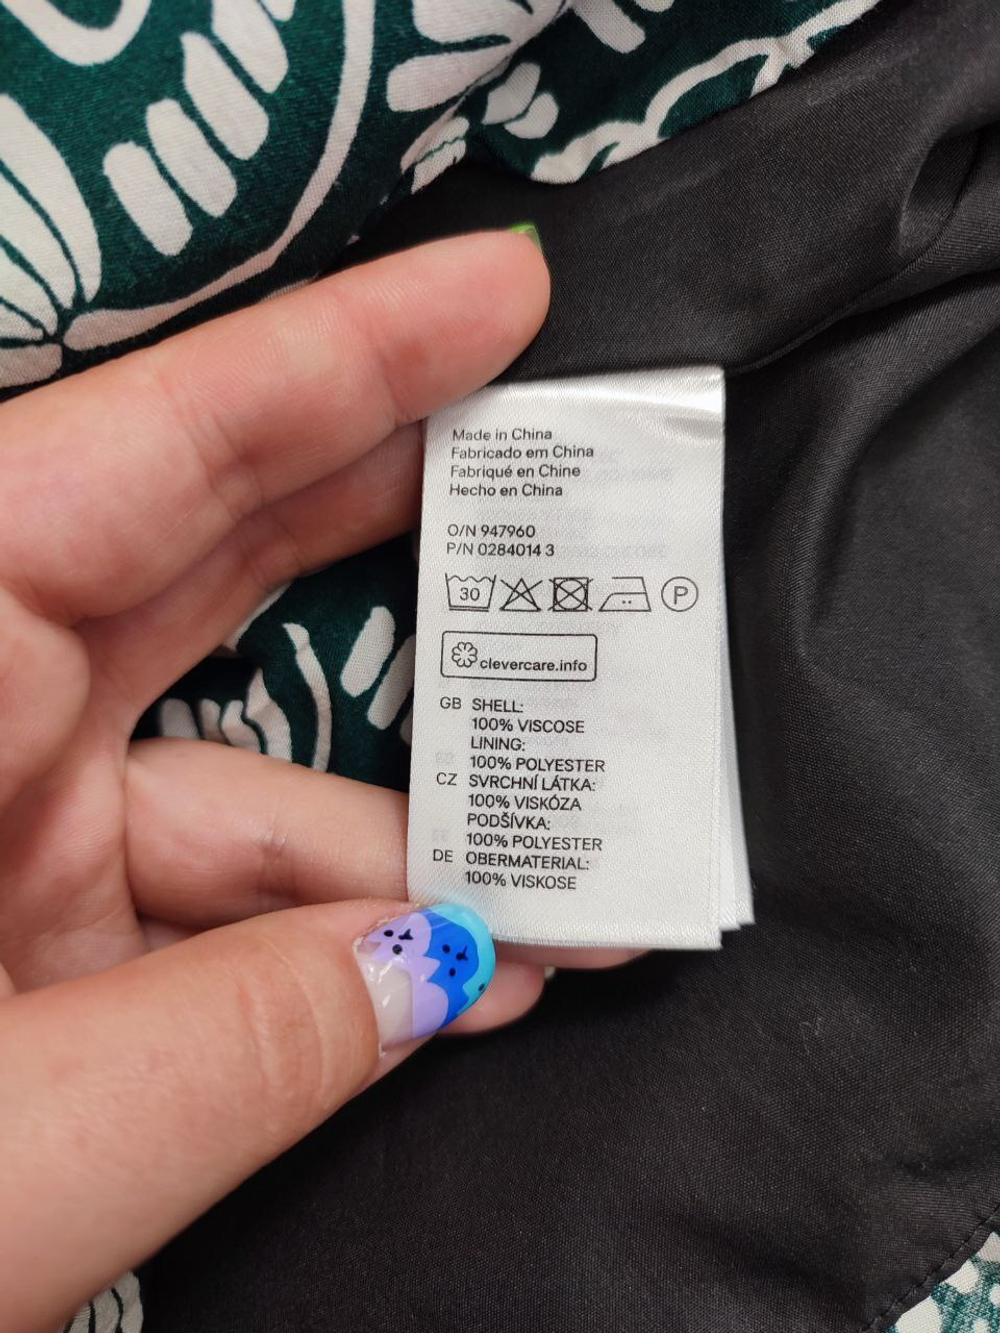 Made in China
Fabricado em China
Fabriqué en Chine
Hecho en China
O/N 947960
P/N 0284014 3
30 P
clevercare.info
GB SHELL:
100% VISCOSE
LINING:
100% POLYESTER
CZ SVRCHNÍ LÁTKA:
100% VISKÓZA
PODŠÍVKA:
100% POLYESTER
DE OBERMATERIAL:
100% VISKOSE